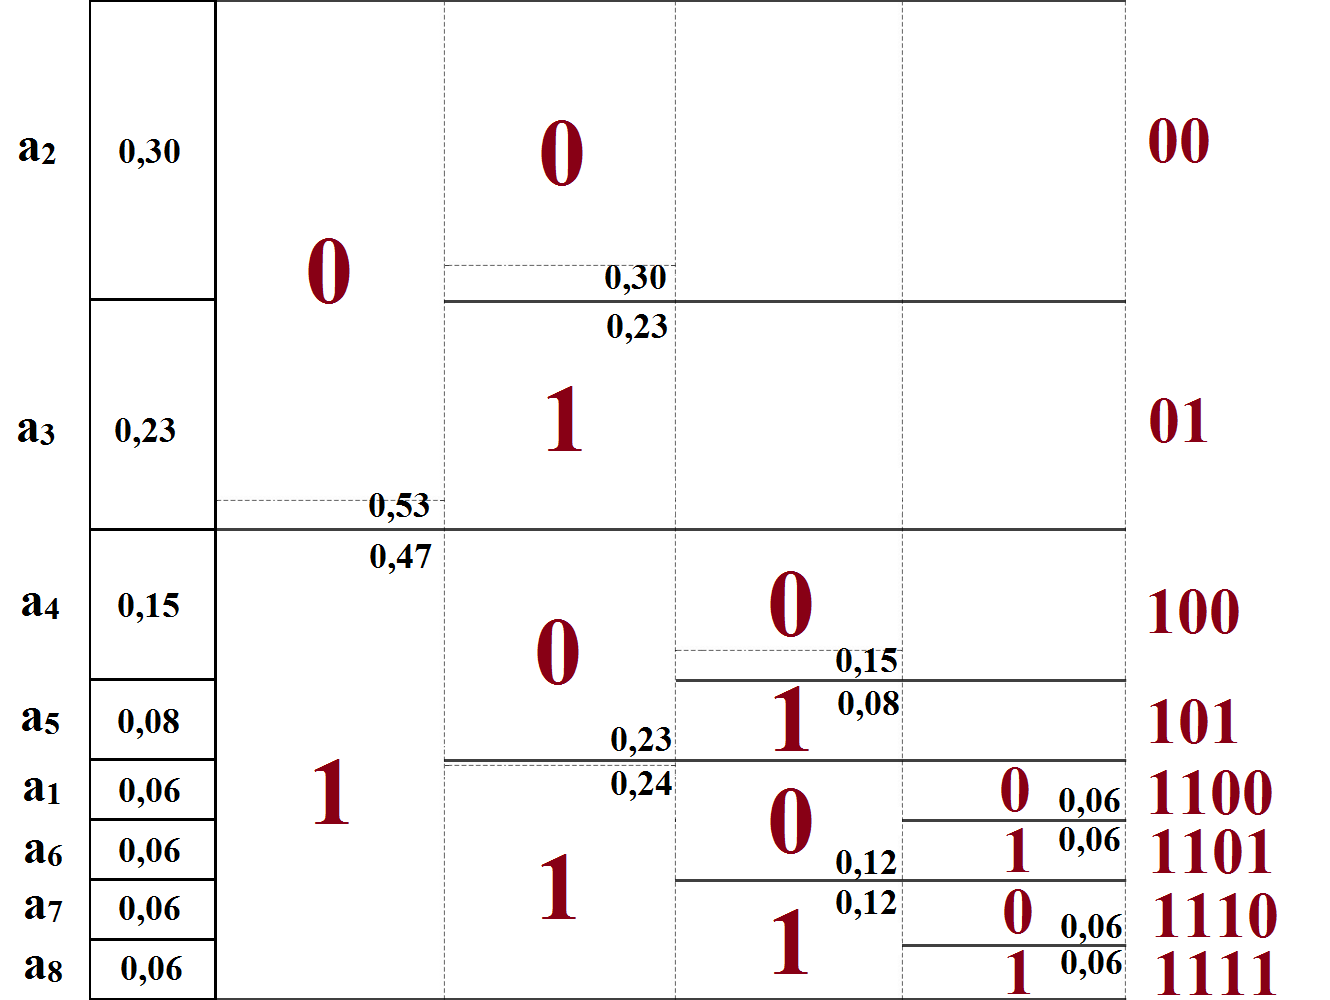 a2 0,30 0 00
0
0,30
0,23
a3 0,23 1 01
0,53
0,47
a4 0,15 0 100
0
0,15
a5 0,08 1 0,08 101
0,23
0,24
a1 0,06 1 0 0 0,06 1100
a6 0,06 0,12 1 0,06 1101
a7 0,06 1 0,12 0 0,06 1110
1
a8 0,06 1 0,06 1111